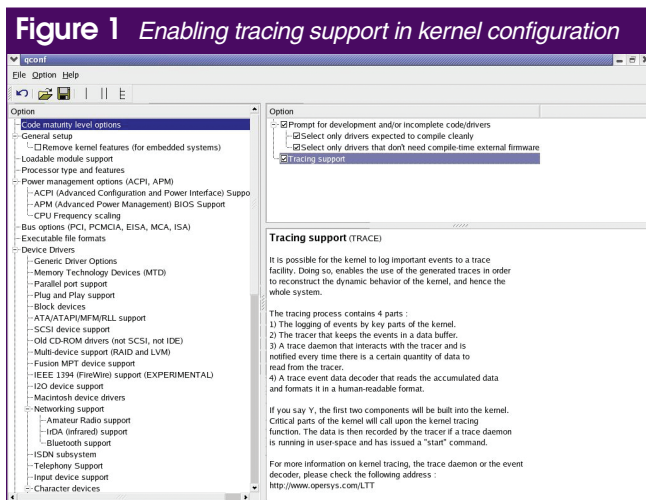 Figure 1 Enabling tracing support in kernel configuration
qconf
File Option Help
Option
Code maturity level options
General setup
Remove kernel features (for embedded systems)
Loadable module support
Processor type and features
Power management options (ACPI, APM)
ACPI (Advanced Configuration and Power Interface) Suppo
APM (Advanced Power Management) BIOS Support
CPU Frequency scaling
Bus options (PCI, PCMCIA, EISA, MCA, ISA)
Executable file formats
Device Drivers
Generic Driver Options
Memory Technology Devices (MTD)
Parallel port support
Plug and Play support
Block devices
ATA/ATAPI/MFM/RLL support
SCSI device support
Old CD-ROM drivers (not SCSI, not IDE)
Multi-device support (RAID and LVM)
Fusion MPT device support
IEEE 1394 (FireWire) support (EXPERIMENTAL)
I2O device support
Macintosh device drivers
Networking support
Amateur Radio support
IrDA (infrared) support
Bluetooth support
ISDN subsystem
Telephony Support
Input device support
Character devices
Option
Prompt for development and/or incomplete code/drivers
Select only drivers expected to compile cleanly
Select only drivers that don't need compile-time external firmware
Tracing support
Tracing support (TRACE)
It is possible for the kernel to log important events to a trace
facility. Doing so, enables the use of the generated traces in order
to reconstruct the dynamic behavior of the kernel, and hence the
whole system.
The tracing process contains 4 parts :
1) The logging of events by key parts of the kernel.
2) The tracer that keeps the events in a data buffer.
3) A trace daemon that interacts with the tracer and is
notified every time there is a certain quantity of data to
read from the tracer.
4) A trace event data decoder that reads the accumulated data
and formats it in a human-readable format.
If you say Y, the first two components will be built into the kernel.
Critical parts of the kernel will call upon the kernel tracing
function. The data is then recorded by the tracer if a trace daemon
is running in user-space and has issued a "start" command.
For more information on kernel tracing, the trace daemon or the event
decoder, please check the following address :
http://www.opersys.com/LTT